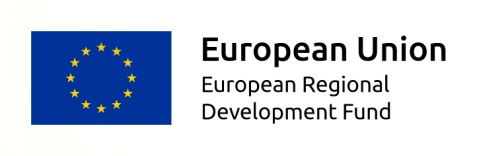 European Union
European Regional
Development Fund